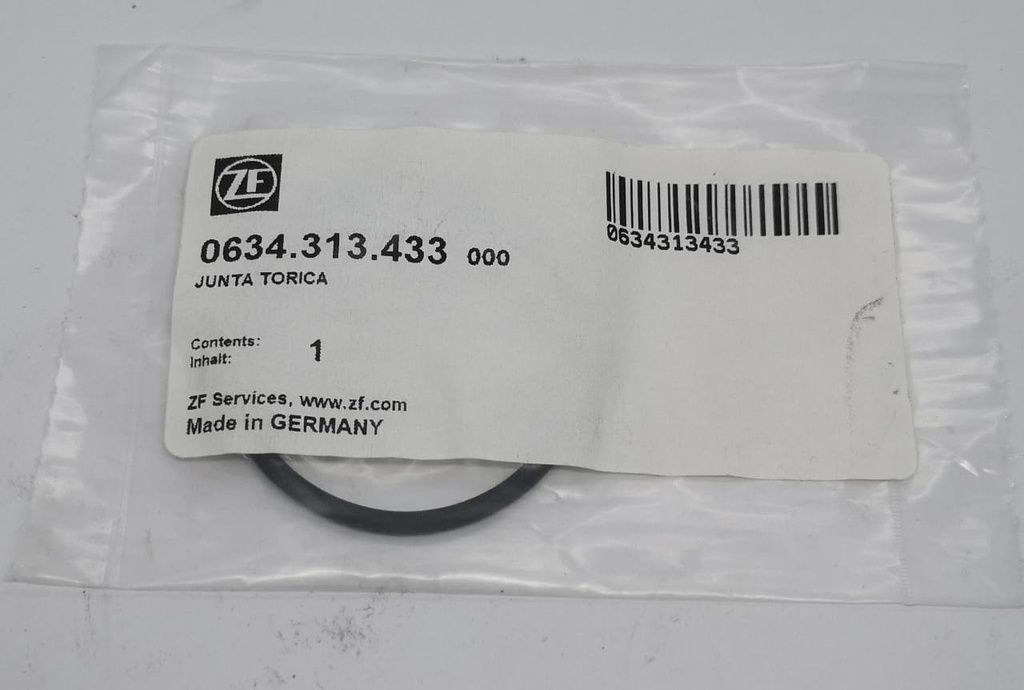 ZF
0634.313.433 000
JUNTA TORICA
0634313433
Contents: 1
Inhalt:
ZF Services, www.zf.com
Made in GERMANY